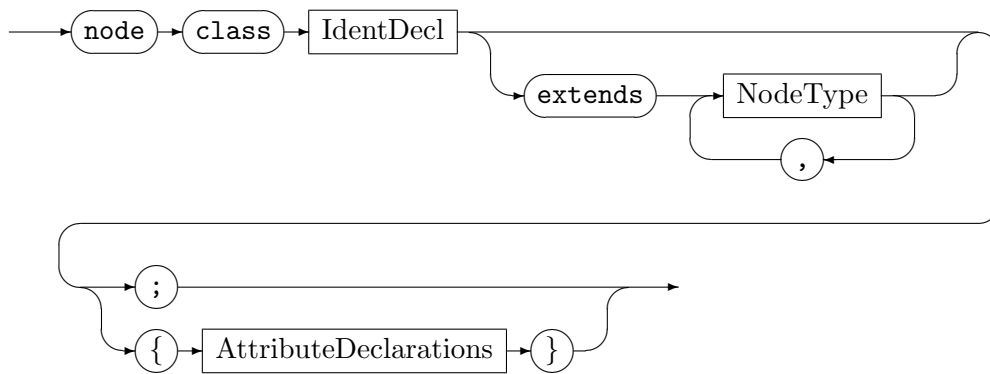 node class IdentDecl
extends NodeType
,
;
{ AttributeDeclarations }